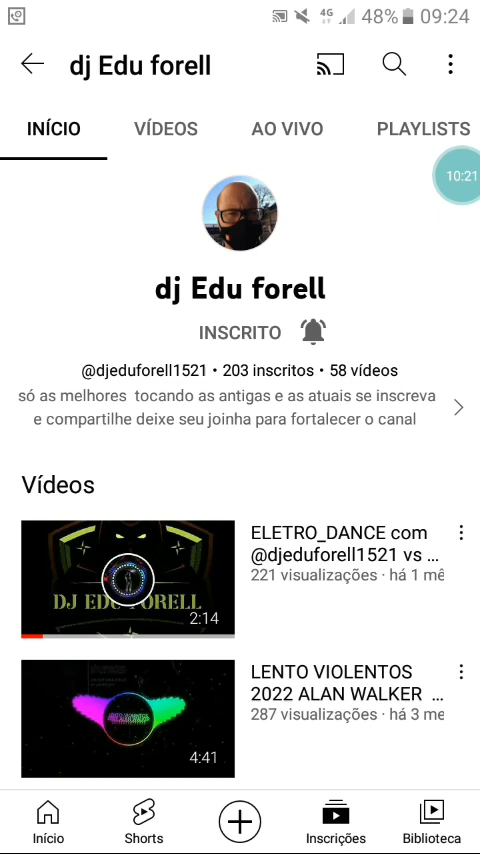 4G 48% 09:24
dj Edu forell
INÍCIO VÍDEOS AO VIVO PLAYLISTS
10:21
dj Edu forell
INSCRITO
@djeduforell1521 • 203 inscritos • 58 vídeos
só as melhores tocando as antigas e as atuais se inscreva
e compartilhe deixe seu joinha para fortalecer o canal
Vídeos
DJ EDU FORELL
2:14
ELETRO_DANCE com
@djeduforell1521 vs ...
221 visualizações · há 1 mê
4:41
LENTO VIOLENTOS
2022 ALAN WALKER ...
287 visualizações · há 3 me
Início Shorts Inscrições Biblioteca